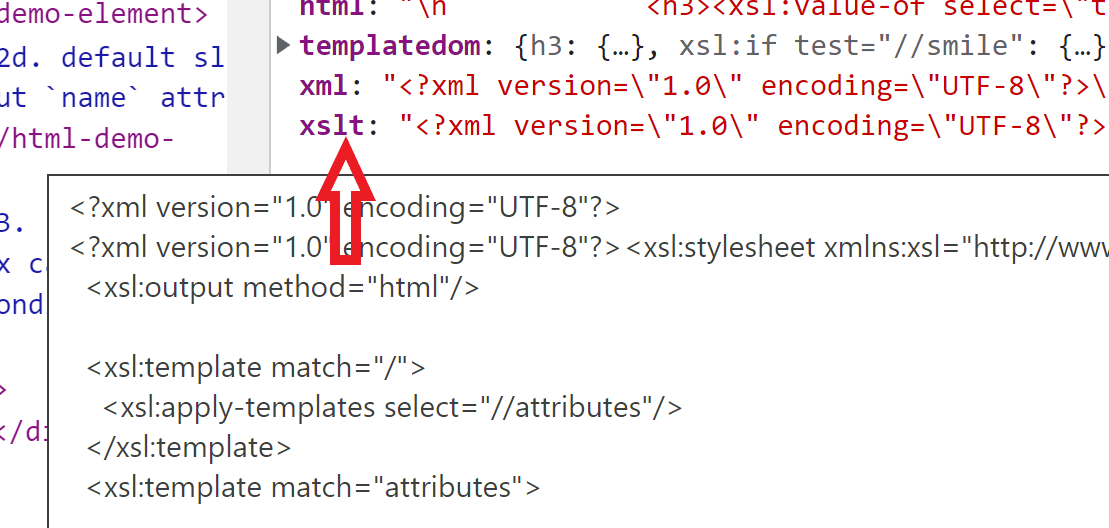 demo-element>
2d. default sl
ut `name` attr
/html-demo-
3.
x ca
ond
>
</di
html: "\n <h3><xsl:value-of select=\"t
▶ templatedom: {h3: {…}, xsl:if test="//smile": {…}
xml: "<?xml version=\"1.0\" encoding=\"UTF-8\"?>\
xslt: "<?xml version=\"1.0\" encoding=\"UTF-8\"?>
<?xml version="1.0" encoding="UTF-8"?>
<?xml version="1.0" encoding="UTF-8"?><xsl:stylesheet xmlns:xsl="http://www
<xsl:output method="html"/>
<xsl:template match="/">
<xsl:apply-templates select="//attributes"/>
</xsl:template>
<xsl:template match="attributes">